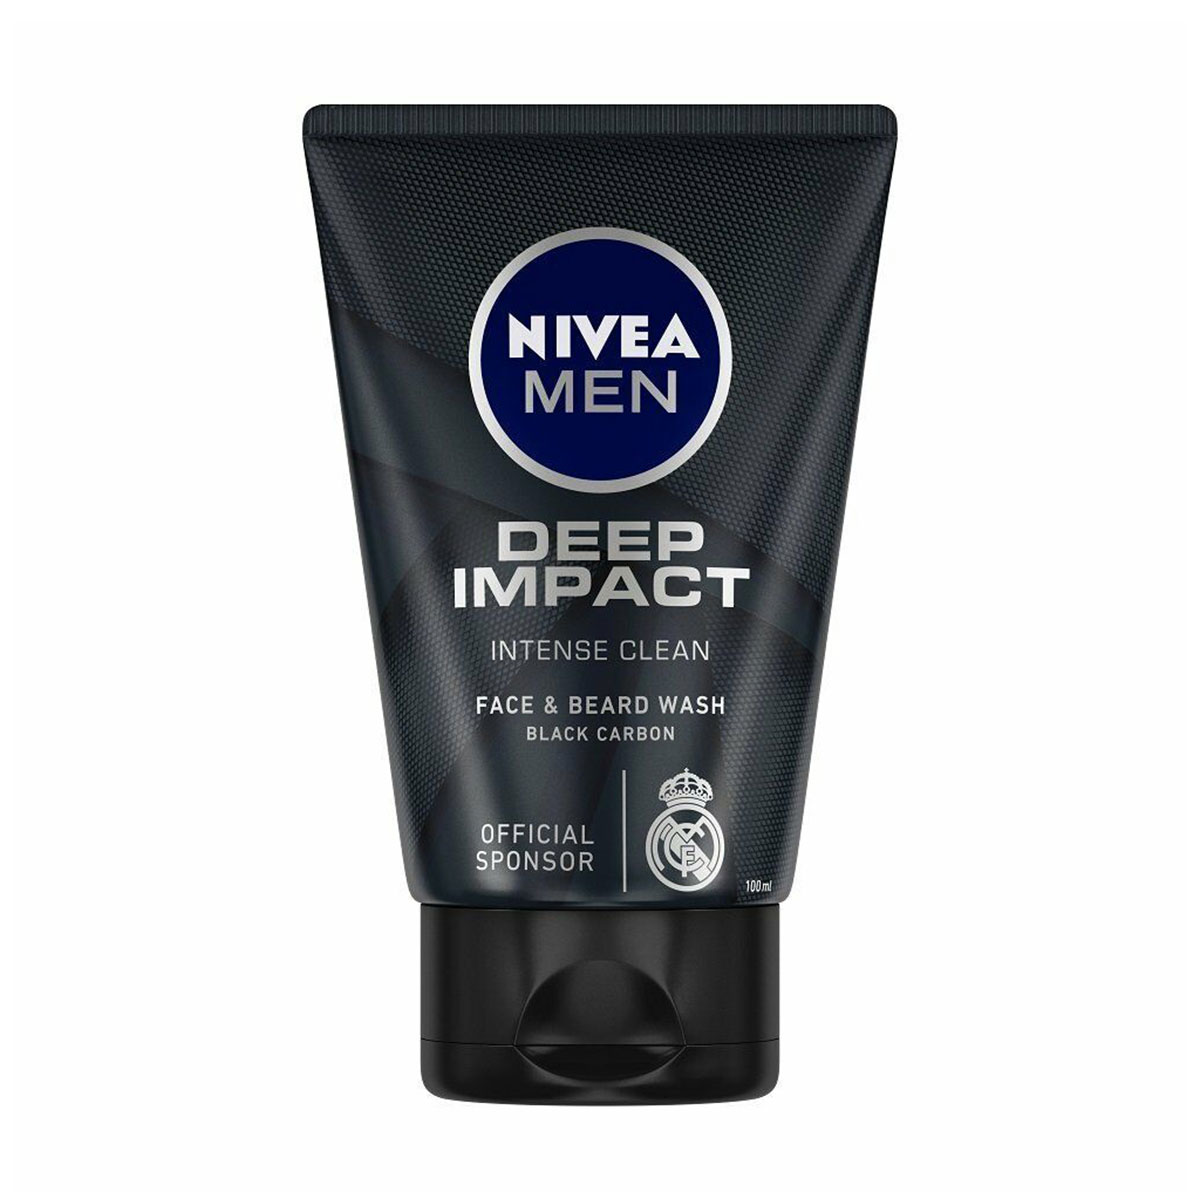 NIVEA
MEN
DEEP
IMPACT
INTENSE CLEAN
FACE & BEARD WASH
BLACK CARBON
OFFICIAL
SPONSOR
100ml